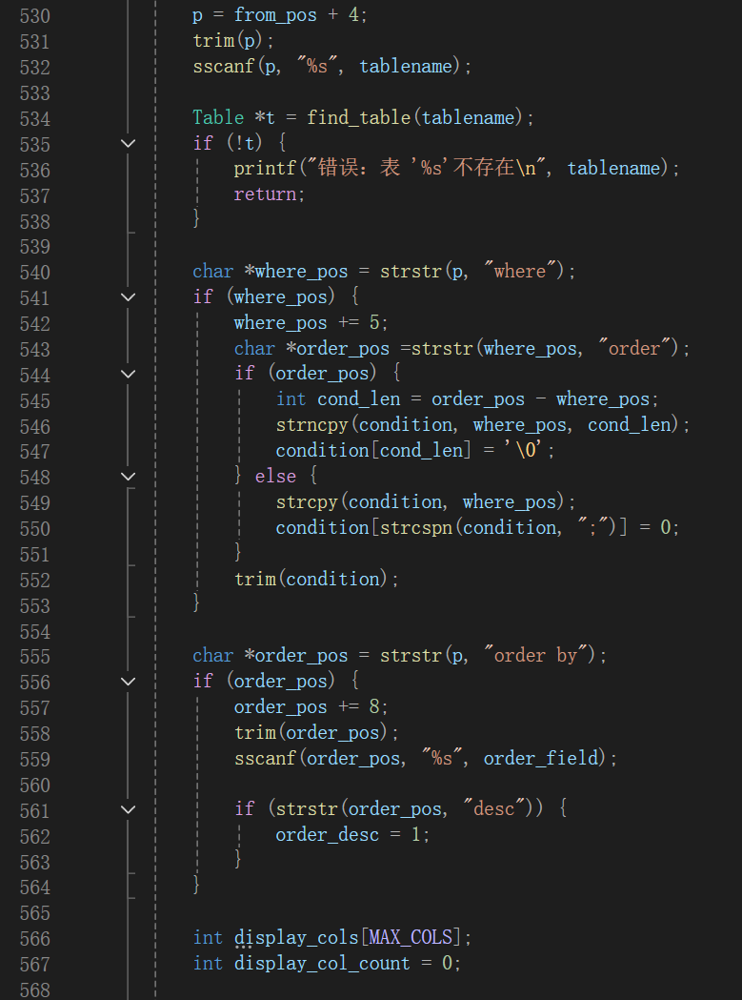 530 p = from_pos + 4;
531 trim(p);
532 sscanf(p, "%s", tablename);
533
534 Table *t = find_table(tablename);
535 if (!t) {
536 printf("错误：表 '%s'不存在\n", tablename);
537 return;
538 }
539
540 char *where_pos = strstr(p, "where");
541 if (where_pos) {
542 where_pos += 5;
543 char *order_pos =strstr(where_pos, "order");
544 if (order_pos) {
545 int cond_len = order_pos - where_pos;
546 strncpy(condition, where_pos, cond_len);
547 condition[cond_len] = '\0';
548 } else {
549 strcpy(condition, where_pos);
550 condition[strcspn(condition, ";")] = 0;
551 }
552 trim(condition);
553 }
554
555 char *order_pos = strstr(p, "order by");
556 if (order_pos) {
557 order_pos += 8;
558 trim(order_pos);
559 sscanf(order_pos, "%s", order_field);
560
561 if (strstr(order_pos, "desc")) {
562 order_desc = 1;
563 }
564 }
565
566 int display_cols[MAX_COLS];
567 int display_col_count = 0;
568